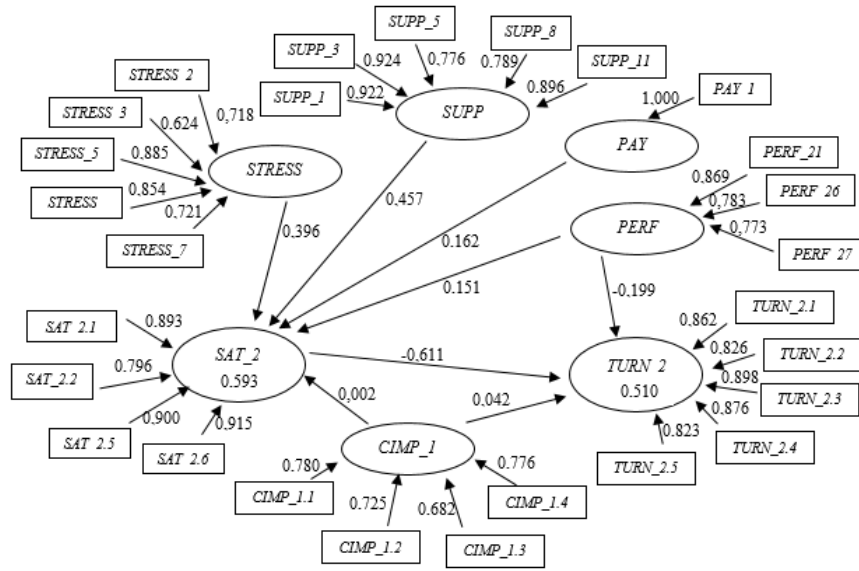 SUPP_5
SUPP_3
SUPP_8
STRESS 2
0.924
0,776
0.789
SUPP_11
SUPP_1
0.922
SUPP
0.896
PAY 1
1,000
STRESS 3
0,718
0.624
STRESS_5
0.885
STRESS
PAY
PERF_21
0,869
STRESS
0.854
0,783
PERF 26
0.721
0,457
PERF
0,773
STRESS_7
0,396
0.162
PERF 27
0.151
-0,199
SAT 2.1
0.893
TURN_2.1
0.862
SAT_2
TURN 2
0,826
TURN_2.2
0.796
-0,611
SAT_2.2
0.593
0.510
0,898
TURN_2.3
0,002
0,042
0.876
0.900
0.915
0.823
SAT 2.5
CIMP_1
TURN_2.4
SAT 2.6
0.780
0.776
TURN_2.5
CIMP_1.1
0.725
0.682
CIMP_1.4
CIMP_1.2
CIMP_1.3